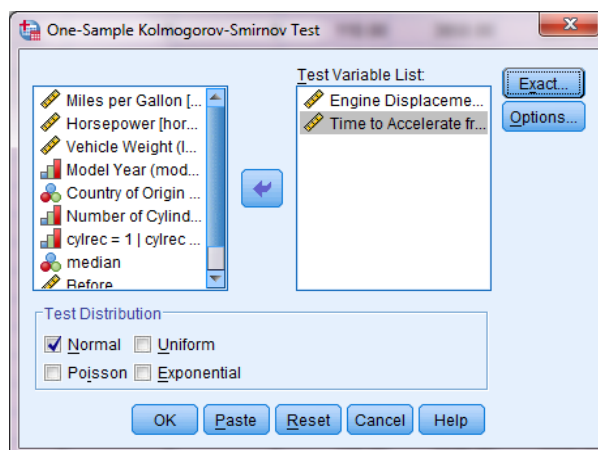 One-Sample Kolmogorov-Smirnov Test
Test Variable List:
Miles per Gallon [...
Horsepower [hor...
Vehicle Weight (l...
Model Year (mod...
Country of Origin ...
Number of Cylind...
cylrec = 1 | cylrec ...
median
Before
Engine Displaceme...
Time to Accelerate fr...
Exact...
Options...
Test Distribution
Normal Uniform
Poisson Exponential
OK Paste Reset Cancel Help